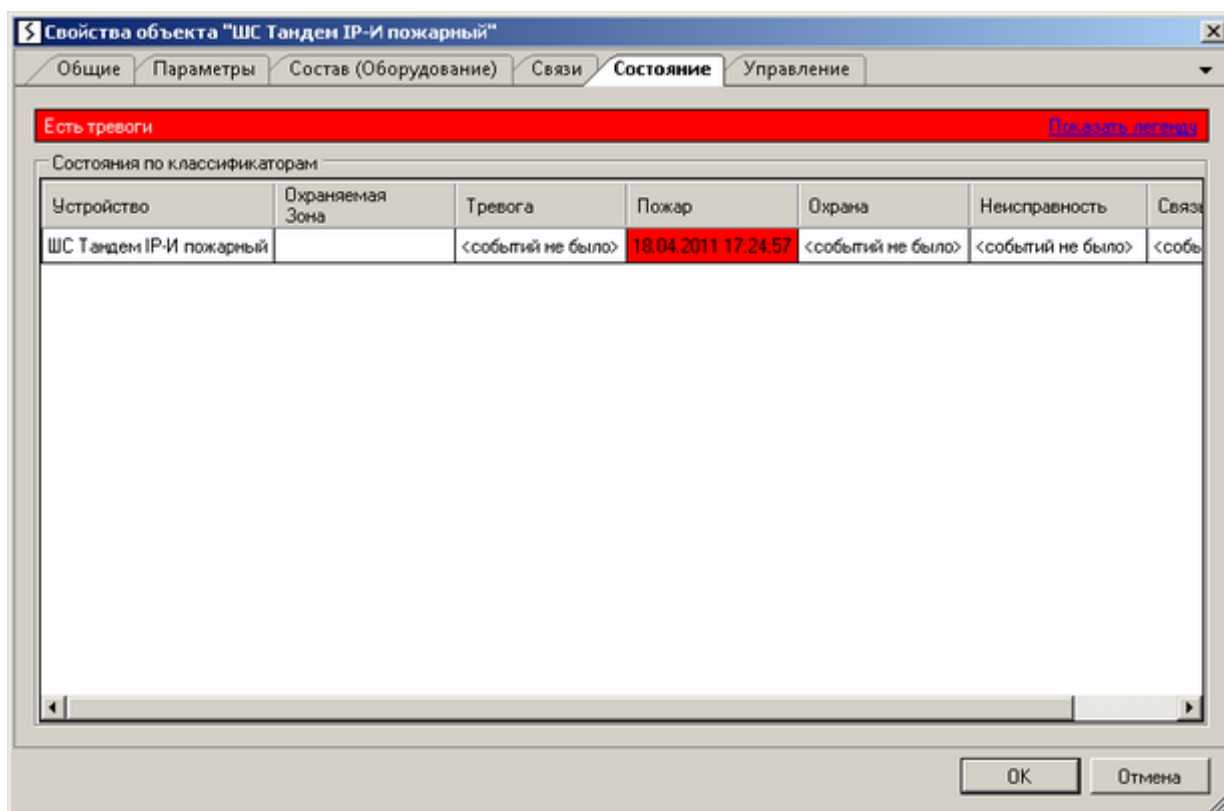 Свойства объекта "ШС Тандем IP-И пожарный"
Общие Параметры Состав (Оборудование) Связи Состояние Управление
Есть тревоги Показать легенду
Состояния по классификаторам
Устройство Охраняемая Зона Тревога Пожар Охрана Неисправность Связ
ШС Тандем IP-И пожарный <событий не было> 18.04.2011 17:24:57 <событий не было> <событий не было> <собы
OK Отмена